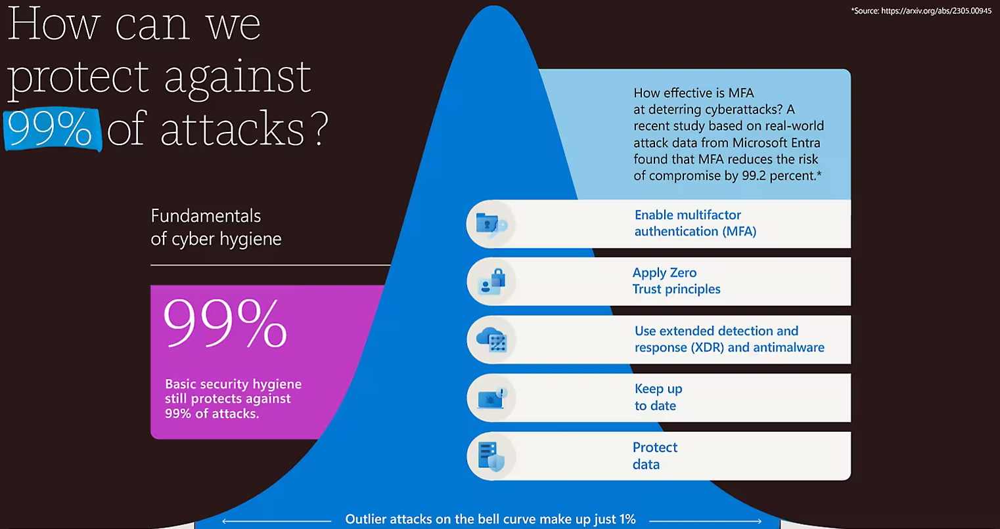 How can we
protect against
99% of attacks?
*Source: https://arxiv.org/abs/2305.00945
How effective is MFA
at deterring cyberattacks? A
recent study based on real-world
attack data from Microsoft Entra
found that MFA reduces the risk
of compromise by 99.2 percent.*
Fundamentals
of cyber hygiene
99%
Basic security hygiene
still protects against
99% of attacks.
Enable multifactor
authentication (MFA)
Apply Zero
Trust principles
Use extended detection and
response (XDR) and antimalware
Keep up
to date
Protect
data
Outlier attacks on the bell curve make up just 1%